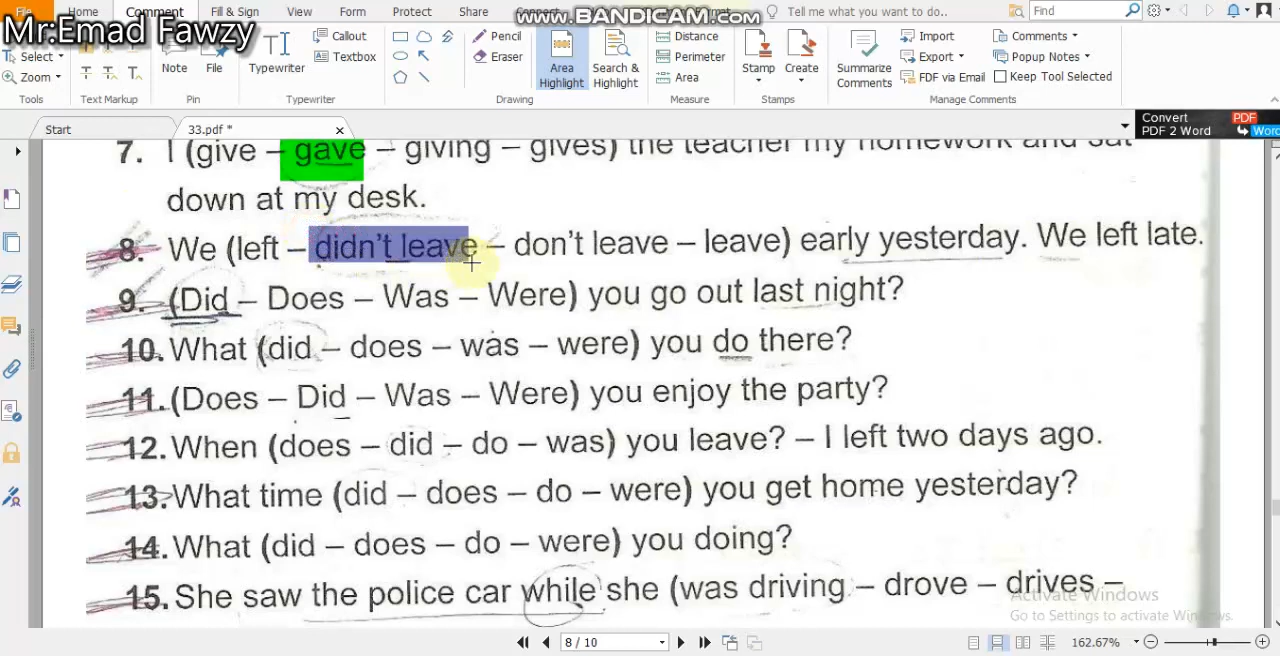 File Home Comment View Form Protect Share Help Fill & Sign
www.BANDICAM.com
Tell me what you want to do..
Find
Mr:Emad Fawzy
Select
Zoom
Tools
Text Markup
Note
File
Pin
Typewriter
Callout
Textbox
Typewriter
Pencil
Eraser
Drawing
Area Highlight
Search & Highlight
Distance
Perimeter
Area
Measure
Stamp
Create
Stamps
Summarize Comments
Import
Export
FDF via Email
Comments
Popup Notes
Keep Tool Selected
Manage Comments
Start
33.pdf *
Convert PDF
PDF 2 Word Word
7. I (give – gave – giving – gives) the teacher my homework and sat
down at my desk.
8. We (left – didn't leave – don't leave – leave) early yesterday. We left late.
9. (Did – Does – Was – Were) you go out last night?
10. What (did – does – was – were) you do there?
11. (Does – Did – Was – Were) you enjoy the party?
12. When (does – did – do – was) you leave? – I left two days ago.
13. What time (did – does – do – were) you get home yesterday?
14. What (did – does – do – were) you doing?
15. She saw the police car while she (was driving – drove – drives –
Activate Windows
Go to Settings to activate Windows.
8 / 10
162.67%